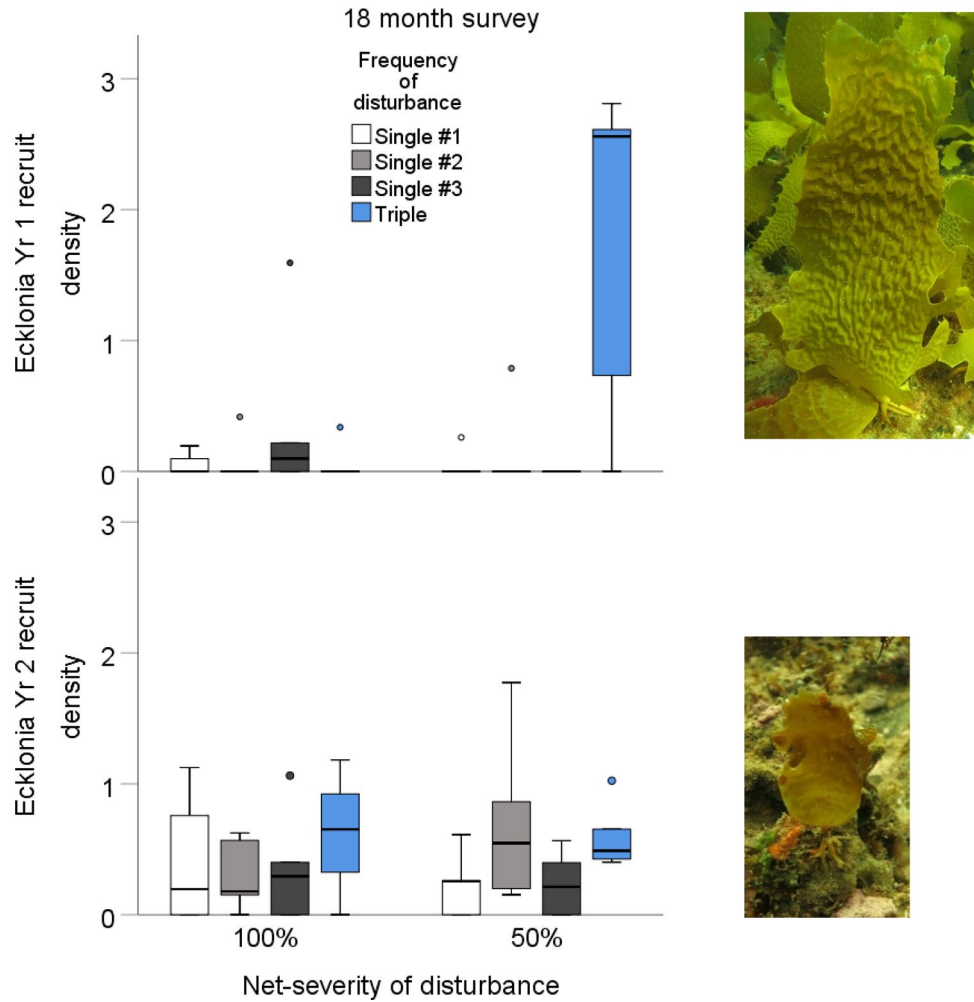 18 month survey
Frequency
of
disturbance
Single #1
Single #2
Single #3
Triple
Ecklonia Yr 1 recruit
density
3
2
1
0
Ecklonia Yr 2 recruit
density
3
2
1
0
100%
50%
Net-severity of disturbance